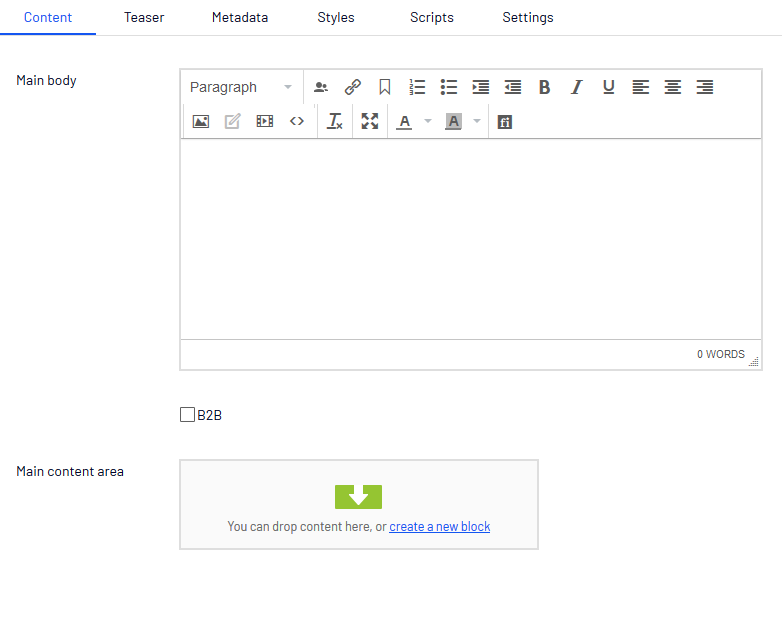 Content Teaser Metadata Styles Scripts Settings
Main body
Paragraph B I U
A A fi
0 WORDS
B2B
Main content area
You can drop content here, or create a new block